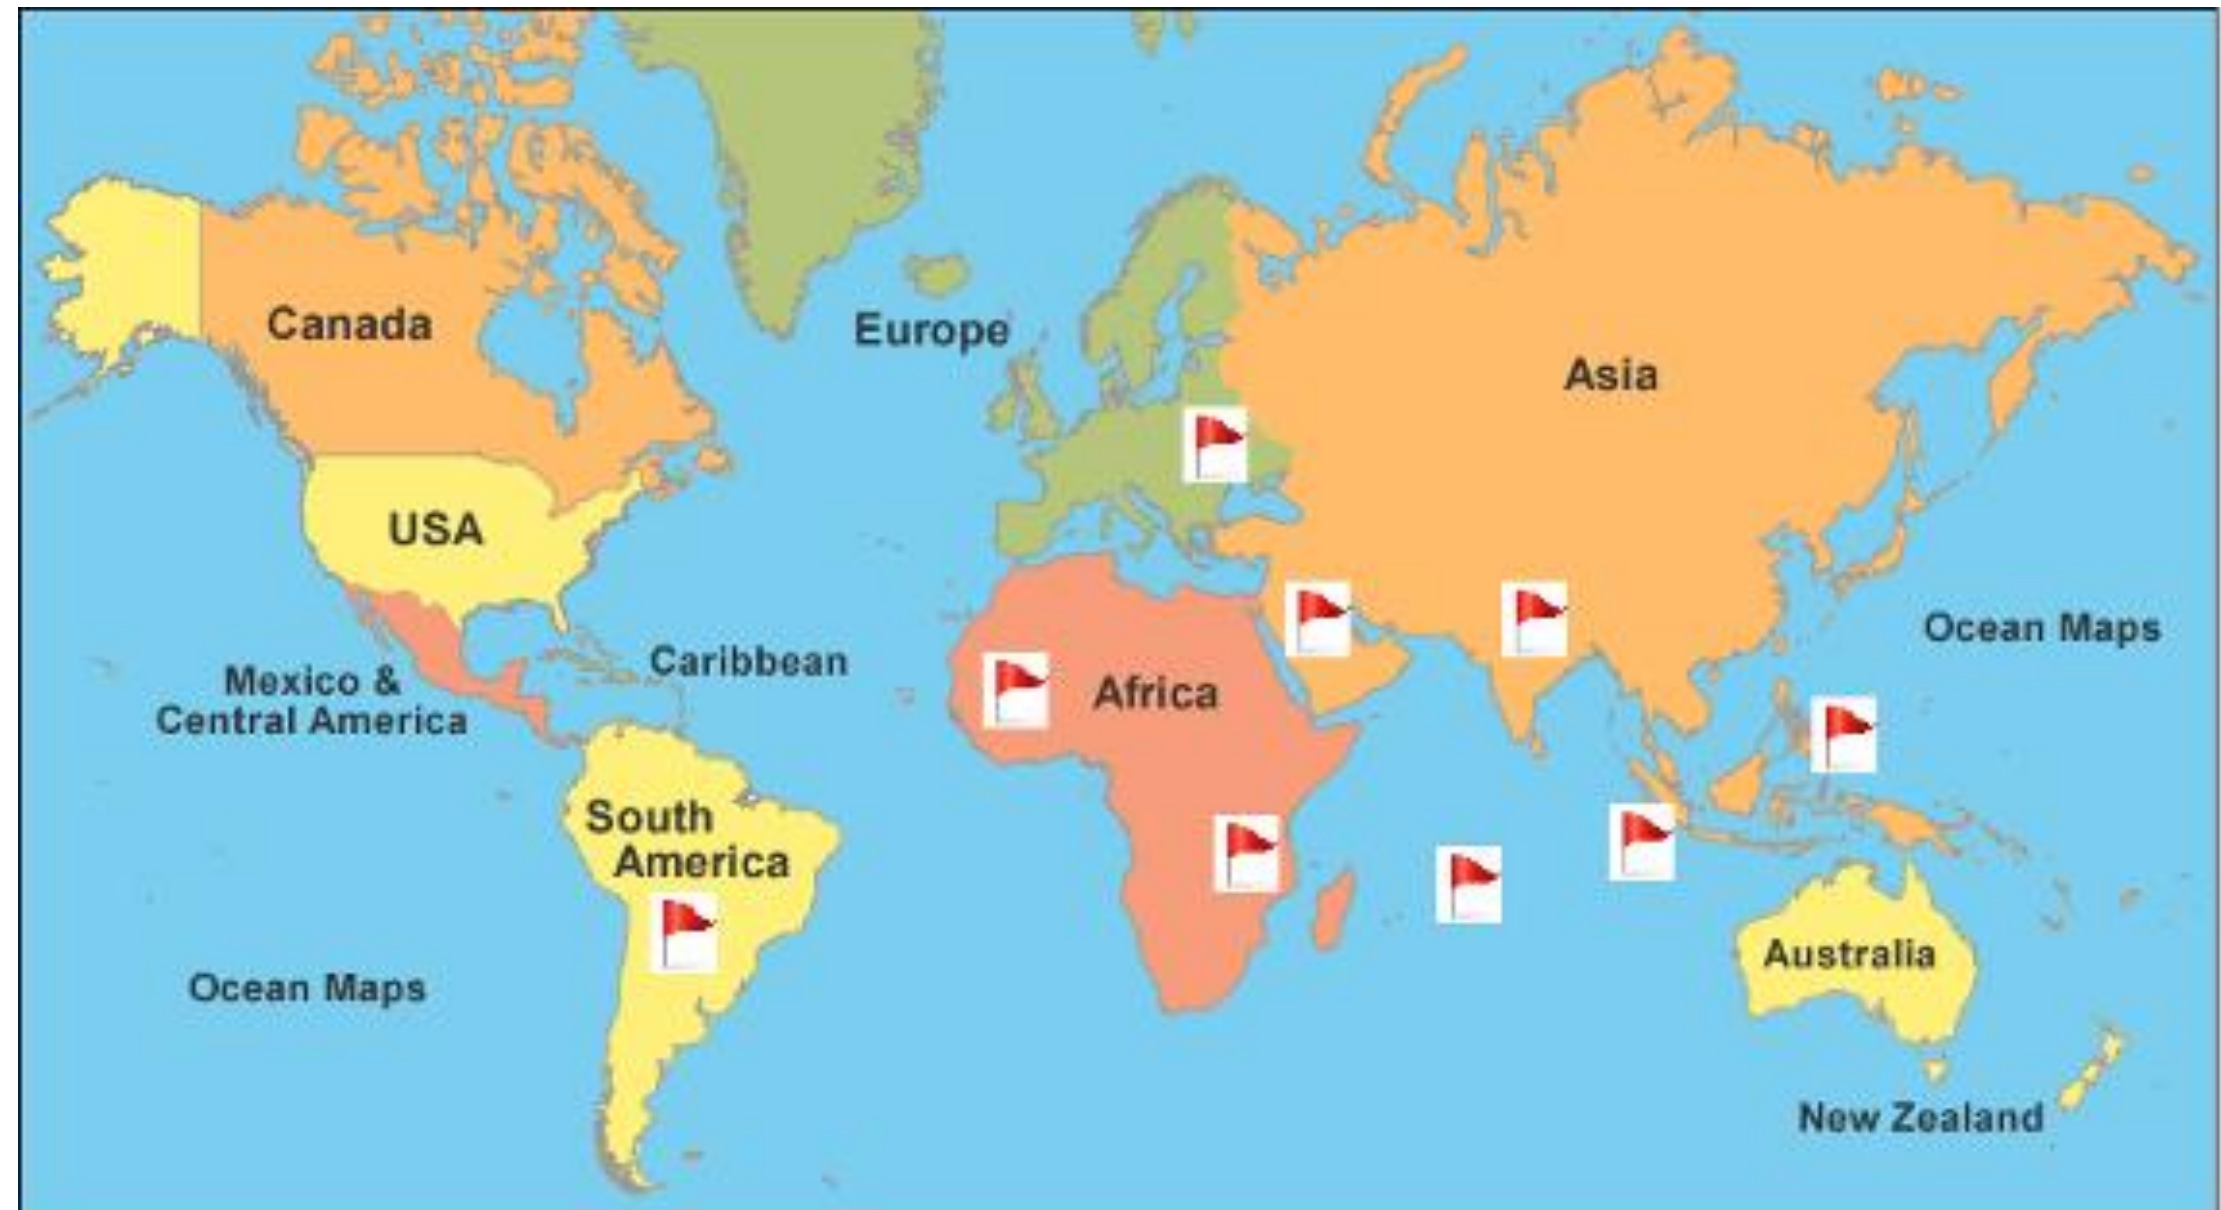 Canada
Europe
Asia
USA
Ocean Maps
Caribbean
Mexico &
Central America
Africa
South
America
Australia
Ocean Maps
New Zealand